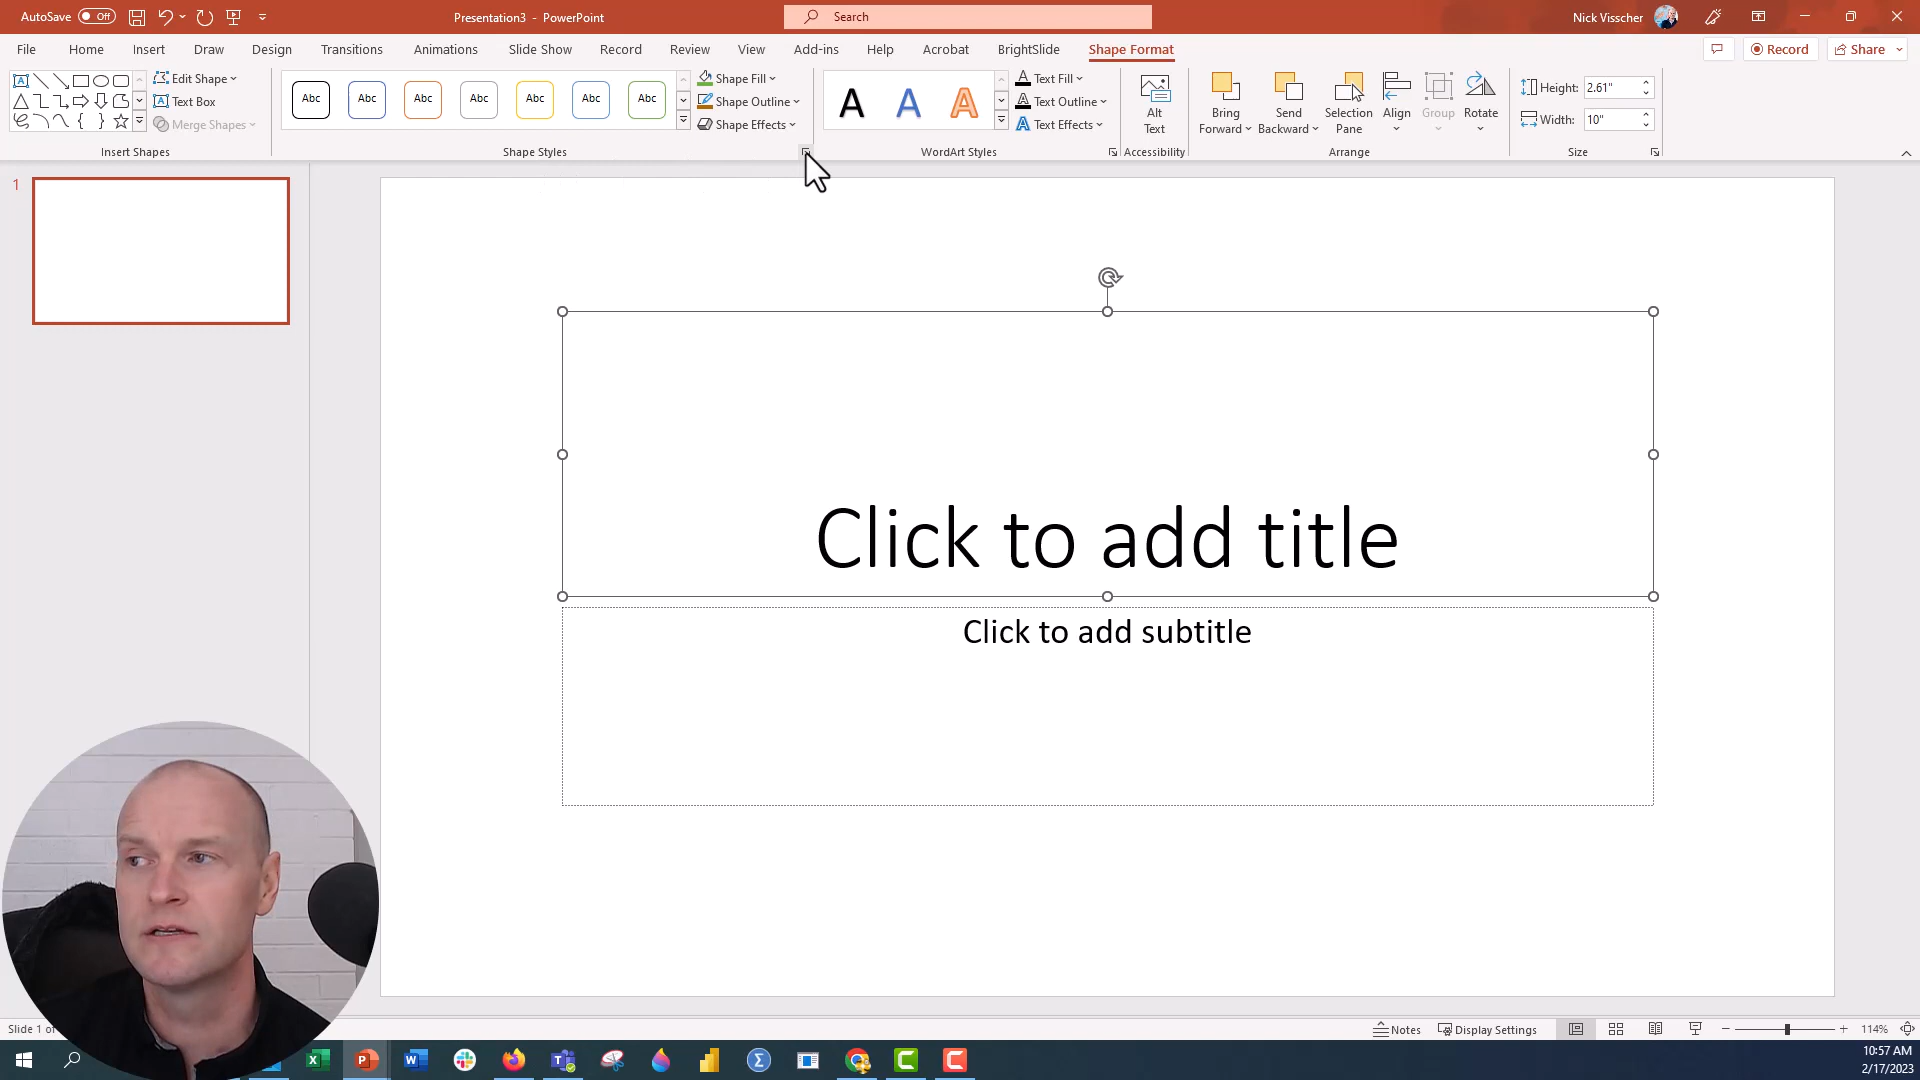 AutoSave Off Presentation3 - PowerPoint Search Nick Visscher
File Home Insert Draw Design Transitions Animations Slide Show Record Review View Add-ins Help Acrobat BrightSlide Shape Format Record Share
Edit Shape
Text Box
Merge Shapes
Insert Shapes
Abc Abc Abc Abc Abc Abc Abc
Shape Fill
Shape Outline
Shape Effects
Shape Styles
A A A
Text Fill
Text Outline
Text Effects
WordArt Styles
Alt
Text
Accessibility
Bring
Forward
Send
Backward
Selection
Pane
Align
Group
Rotate
Arrange
Height: 2.61"
Width: 10"
Size
1
Click to add title
Click to add subtitle
Slide 1 of
Notes Display Settings 114%
10:57 AM
2/17/2023